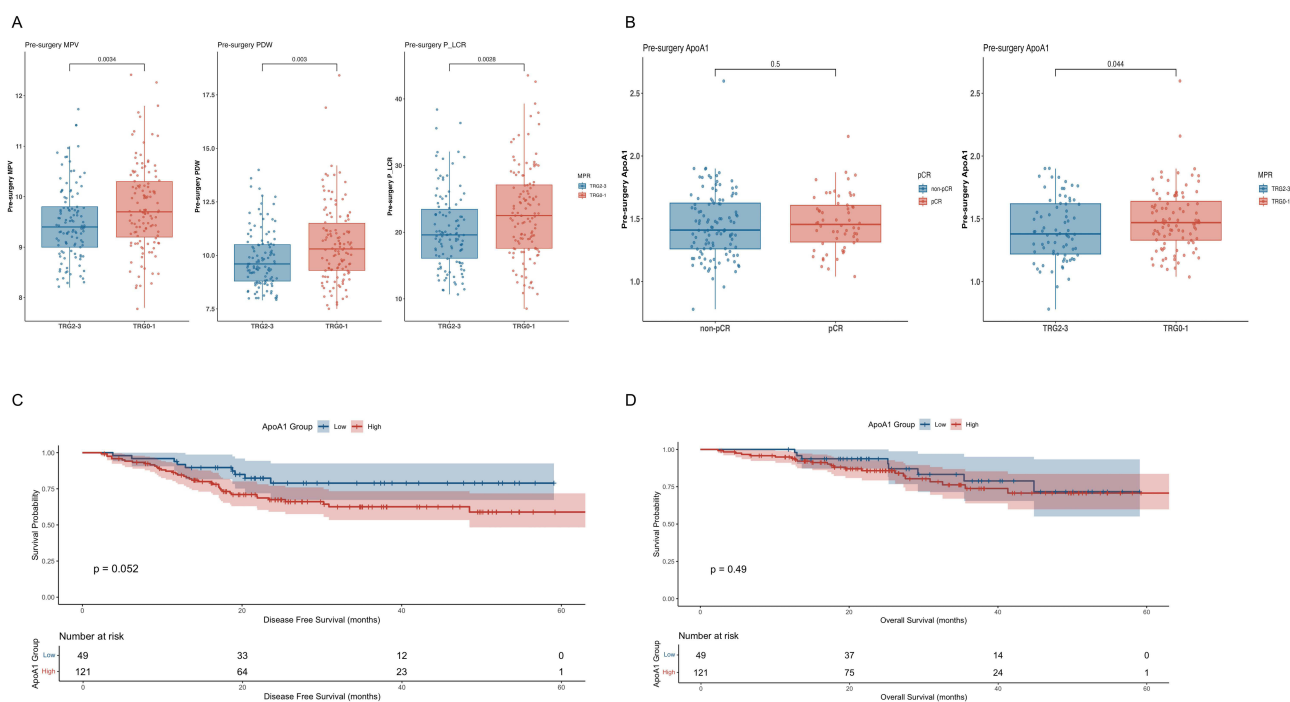 A
Pre-surgery MPV
0.0034
Pre-surgery MPV
12
11
10
9
8
TRG2-3
TRG0-1
Pre-surgery PDW
0.003
Pre-surgery PDW
17.5
15.0
12.5
10.0
7.5
TRG2-3
TRG0-1
Pre-surgery P_LCR
0.0028
Pre-surgery P_LCR
40
30
20
10
TRG2-3
TRG0-1
MPR
TRG2-3
TRG0-1
B
Pre-surgery ApoA1
0.5
Pre-surgery ApoA1
2.5
2.0
1.5
1.0
non-pCR
pCR
pCR
non-pCR
pCR
Pre-surgery ApoA1
0.044
Pre-surgery ApoA1
2.5
2.0
1.5
1.0
TRG2-3
TRG0-1
MPR
TRG2-3
TRG0-1
C
ApoA1 Group Low High
Survival Probability
1.00
0.75
0.50
0.25
0.00
p = 0.052
0 20 40 60
Disease Free Survival (months)
Number at risk
ApoA1 Group
Low 49 33 12 0
High 121 64 23 1
0 20 40 60
Disease Free Survival (months)
D
ApoA1 Group Low High
Survival Probability
1.00
0.75
0.50
0.25
0.00
p = 0.49
0 20 40 60
Overall Survival (months)
Number at risk
ApoA1 Group
Low 49 37 14 0
High 121 75 24 1
0 20 40 60
Overall Survival (months)